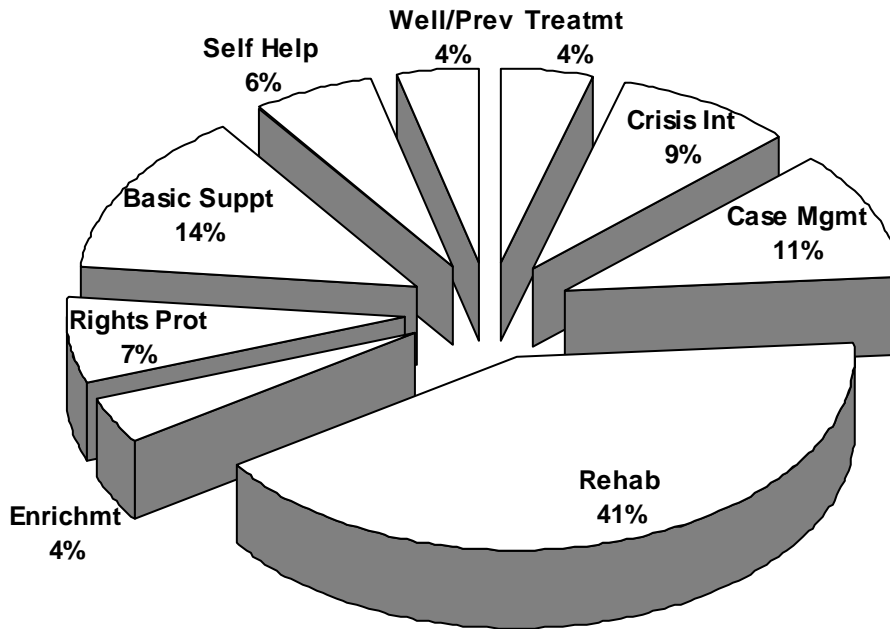 Well/Prev Treatmt
4% 4%
Self Help
6%
Crisis Int
9%
Basic Suppt
14%
Case Mgmt
11%
Rights Prot
7%
Rehab
41%
Enrichmt
4%